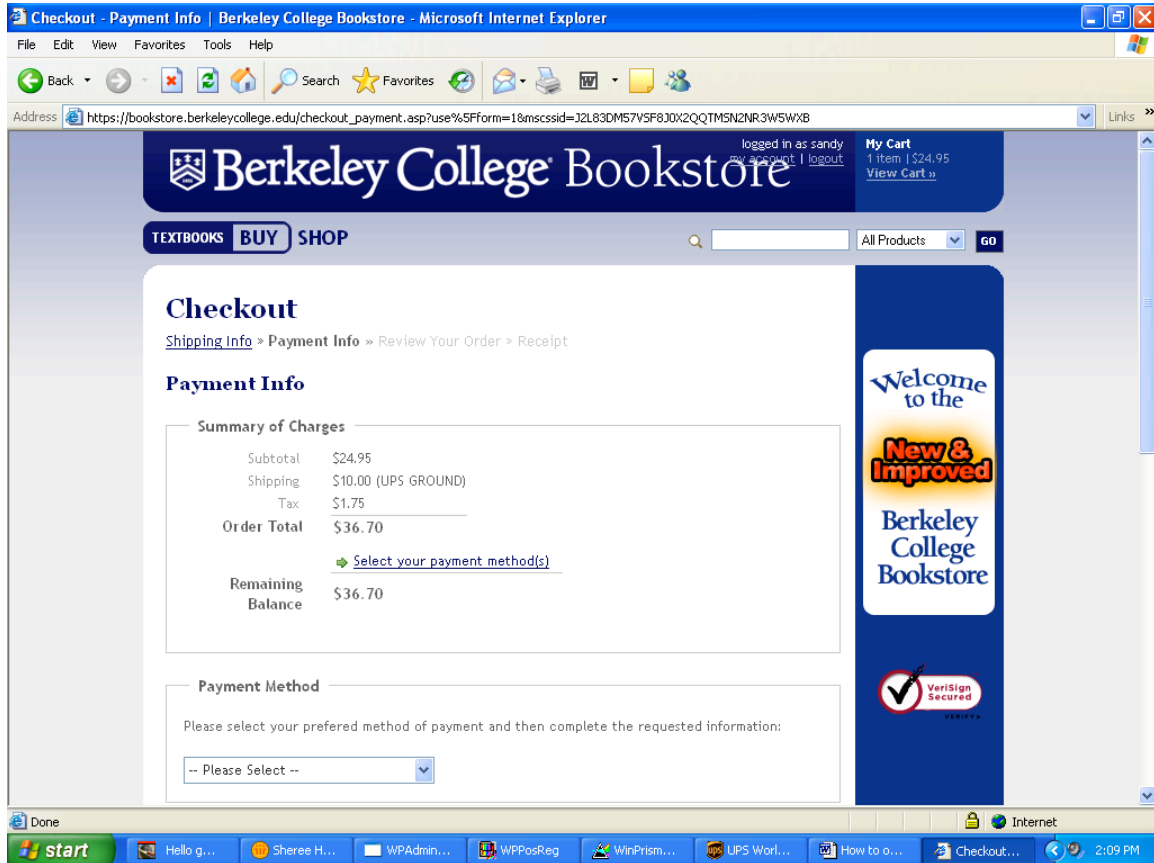 Checkout - Payment Info | Berkeley College Bookstore - Microsoft Internet Explorer
File Edit View Favorites Tools Help
Back Search Favorites
Address https://bookstore.berkeleycollege.edu/checkout_payment.asp?use%5Fform=1&mscssid=J2L83DM57VSF8J0X2QQTMSN2NR3W5WXB Links »
logged in as sandy
my account | logout
My Cart
1 item | $24.95
View Cart »
Berkeley College Bookstore
TEXTBOOKS BUY SHOP All Products GO
Checkout
Shipping Info » Payment Info » Review Your Order » Receipt
Payment Info
Summary of Charges
Subtotal $24.95
Shipping $10.00 (UPS GROUND)
Tax $1.75
Order Total $36.70
Select your payment method(s)
Remaining Balance $36.70
Payment Method
Please select your prefered method of payment and then complete the requested information:
-- Please Select --
Welcome
to the
New &
Improved
Berkeley
College
Bookstore
VeriSign
Secured
VERIFY
Done Internet
start Hello g... Sheree H... WPAdmin... WPPosReg WinPrism... UPS Worl... How to o... Checkout... 2:09 PM